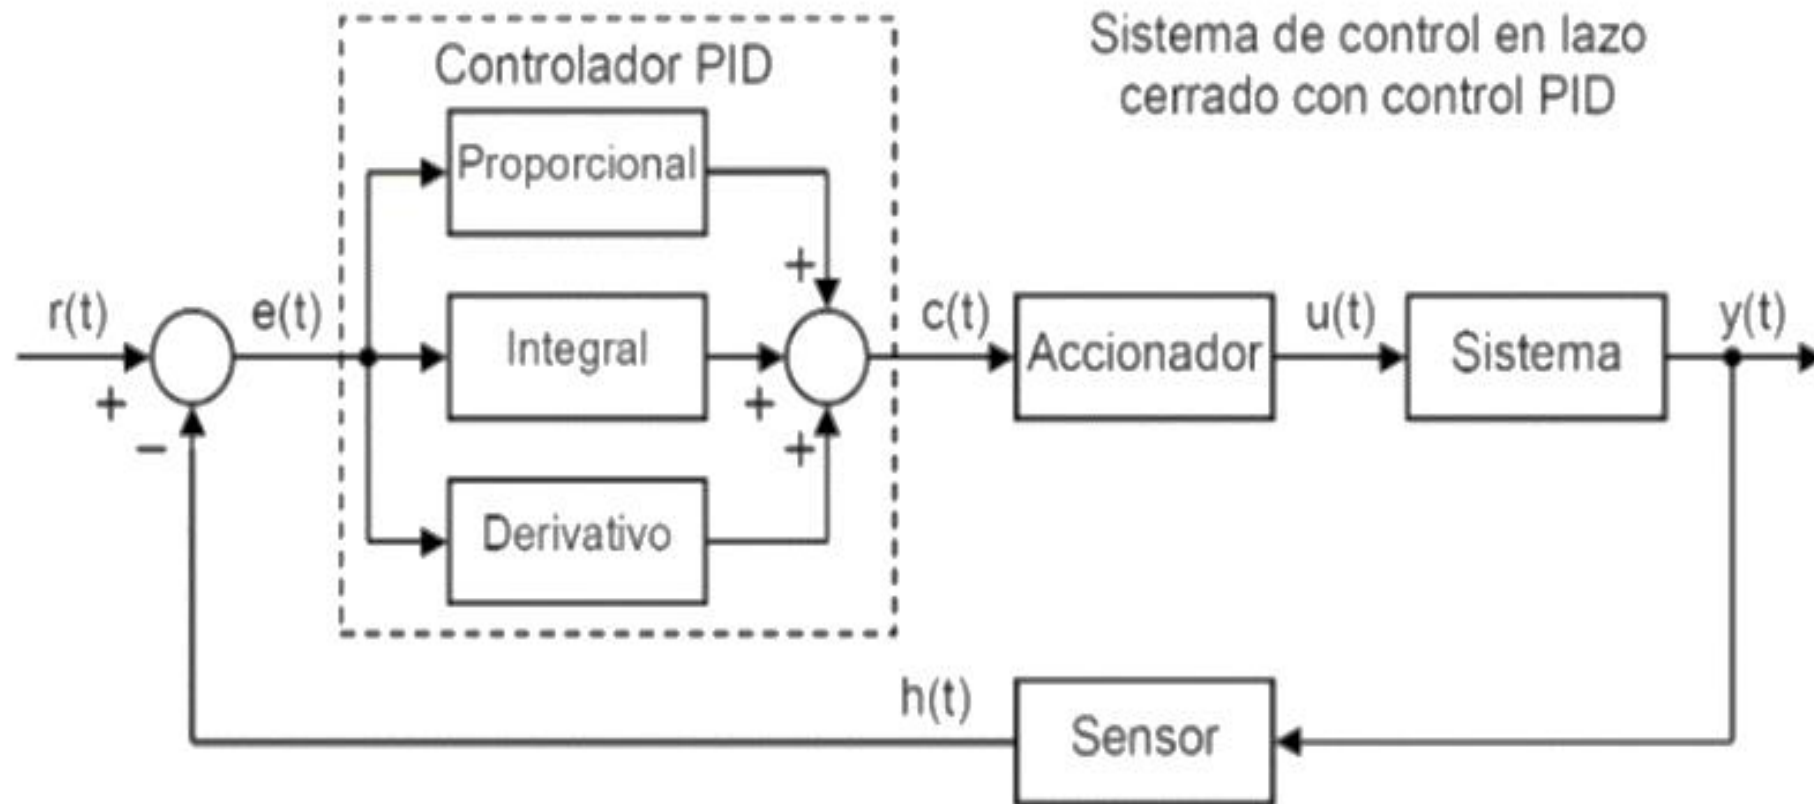 Sistema de control en lazo
cerrado con control PID
Controlador PID
Proporcional
+
r(t)
e(t)
Integral
c(t)
Accionador
u(t)
Sistema
y(t)
+
−
+
+
Derivativo
h(t)
Sensor